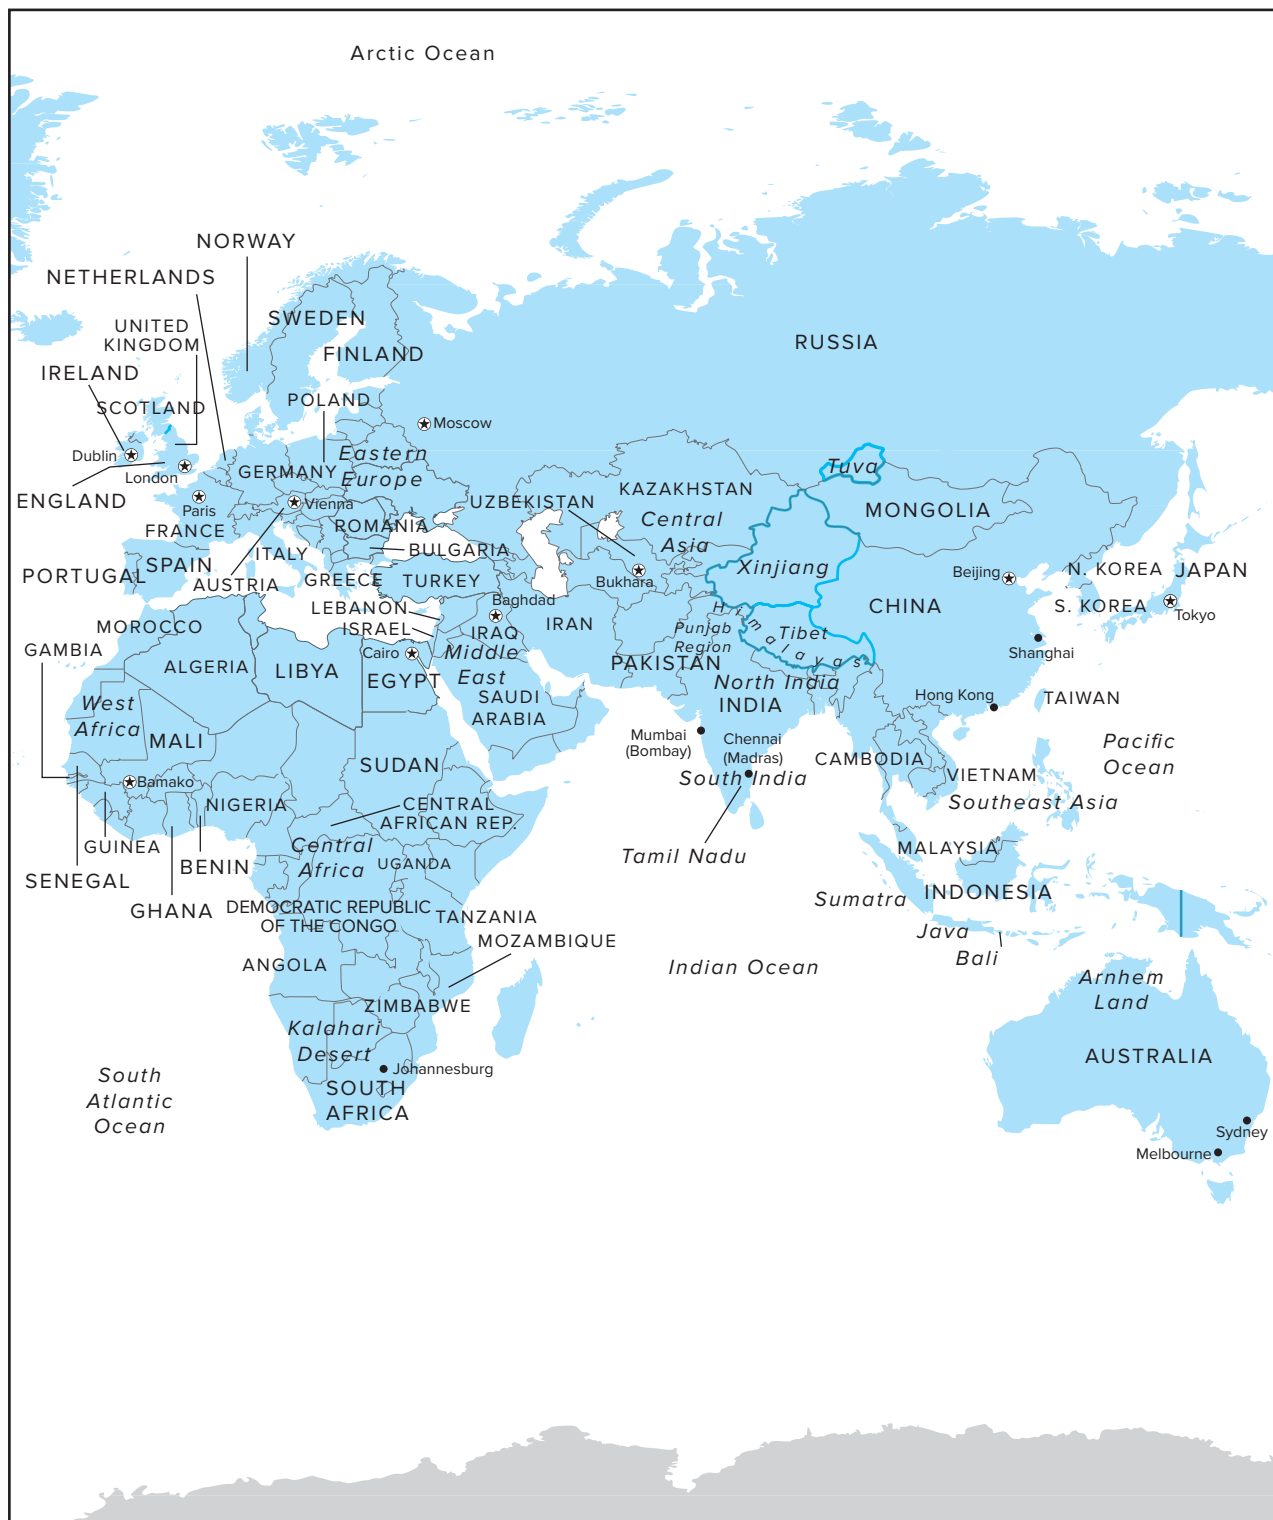 Arctic Ocean
NORWAY
NETHERLANDS
SWEDEN
UNITED
KINGDOM
FINLAND
RUSSIA
IRELAND
POLAND
SCOTLAND
Moscow
Dublin
Eastern
Europe
London
GERMANY
Tuva
ENGLAND
Paris
Vienna
UZBEKISTAN
KAZAKHSTAN
MONGOLIA
FRANCE
ROMANIA
Central
Asia
ITALY
BULGARIA
SPAIN
PORTUGAL
AUSTRIA
GREECE
TURKEY
Bukhara
Xinjiang
Beijing
N. KOREA
JAPAN
LEBANON
Baghdad
CHINA
S. KOREA
Tokyo
ISRAEL
IRAQ
IRAN
Himalayas
MOROCCO
Punjab
Region
Tibet
GAMBIA
Cairo
Middle
East
Shanghai
ALGERIA
LIBYA
EGYPT
PAKISTAN
North India
INDIA
SAUDI
ARABIA
Hong Kong
TAIWAN
West
Africa
MALI
Mumbai
(Bombay)
Chennai
(Madras)
CAMBODIA
Pacific
Ocean
SUDAN
South India
VIETNAM
Bamako
NIGERIA
CENTRAL
AFRICAN REP.
Southeast Asia
GUINEA
Central
Africa
UGANDA
Tamil Nadu
MALAYSIA
BENIN
SENEGAL
GHANA
DEMOCRATIC REPUBLIC
OF THE CONGO
TANZANIA
Sumatra
INDONESIA
MOZAMBIQUE
Java
Bali
ANGOLA
Indian Ocean
Arnhem
Land
ZIMBABWE
Kalahari
Desert
Johannesburg
AUSTRALIA
South
Atlantic
Ocean
SOUTH
AFRICA
Sydney
Melbourne